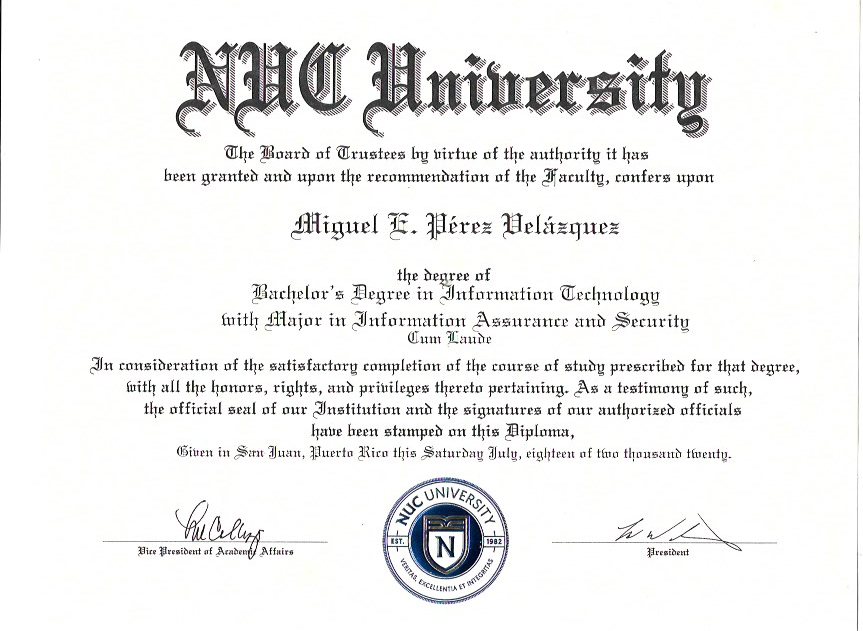 NUC University
The Board of Trustees by virtue of the authority it has
been granted and upon the recommendation of the Faculty, confers upon
Miguel E. Pérez Velázquez
the degree of
Bachelor's Degree in Information Technology
with Major in Information Assurance and Security
Cum Laude
In consideration of the satisfactory completion of the course of study prescribed for that degree,
with all the honors, rights, and privileges thereto pertaining. As a testimony of such,
the official seal of our Institution and the signatures of our authorized officials
have been stamped on this Diploma,
Given in San Juan, Puerto Rico this Saturday July, eighteen of two thousand twenty.
NUC UNIVERSITY
EST. 1982
N
VERITAS, EXCELLENTIA ET INTEGRITAS
Vice President of Academic Affairs
President